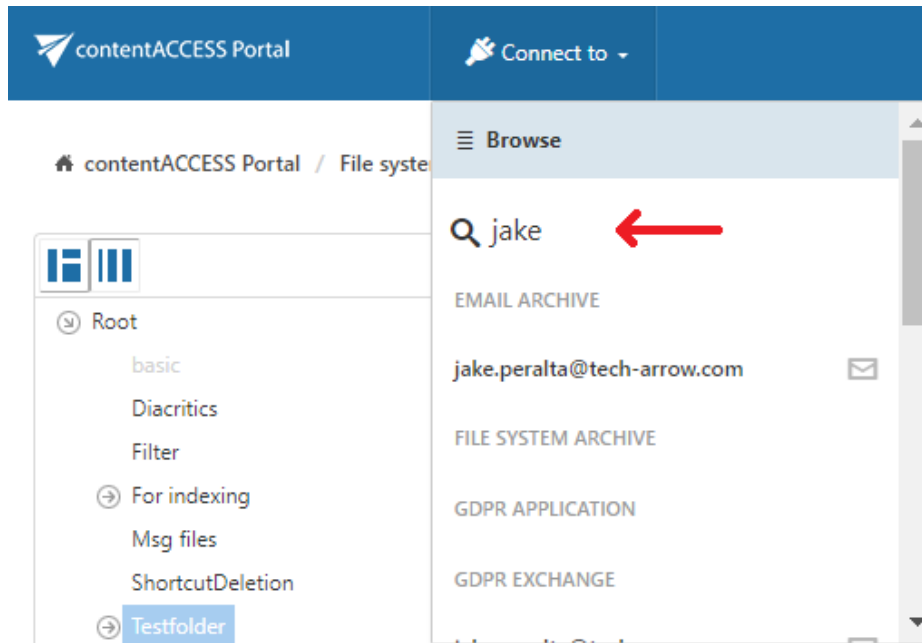 contentACCESS Portal
Connect to
Browse
contentACCESS Portal / File syste
jake
EMAIL ARCHIVE
Root
basic
jake.peralta@tech-arrow.com
Diacritics
FILE SYSTEM ARCHIVE
Filter
For indexing
GDPR APPLICATION
Msg files
GDPR EXCHANGE
ShortcutDeletion
Testfolder